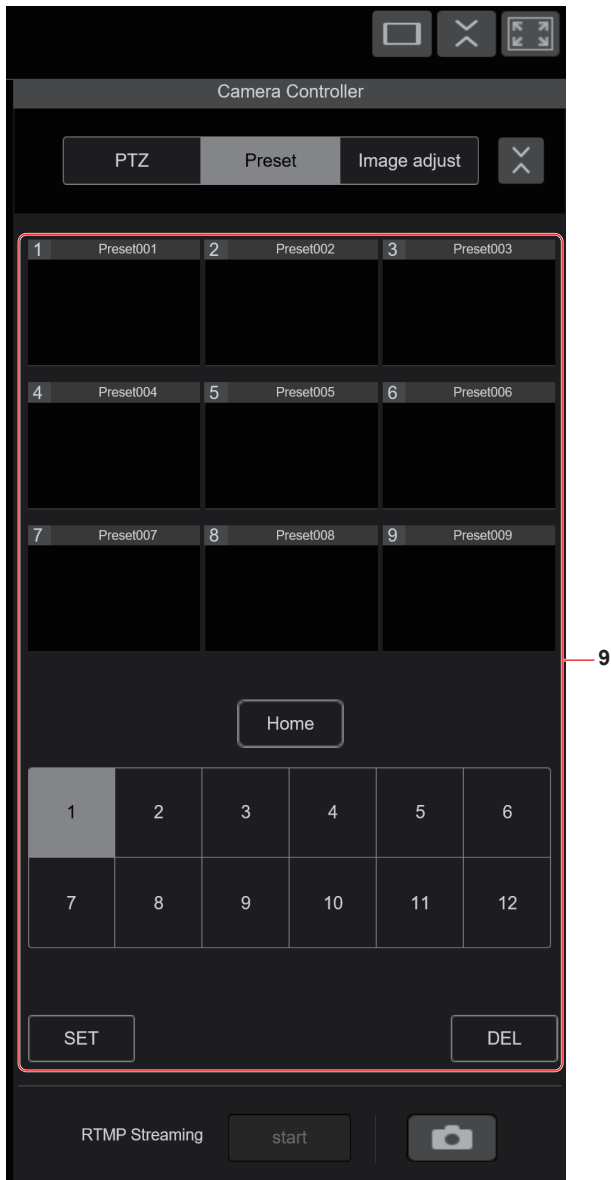 Camera Controller
PTZ Preset Image adjust
1 Preset001 2 Preset002 3 Preset003
4 Preset004 5 Preset005 6 Preset006
7 Preset007 8 Preset008 9 Preset009
9
Home
1 2 3 4 5 6
7 8 9 10 11 12
SET DEL
RTMP Streaming start